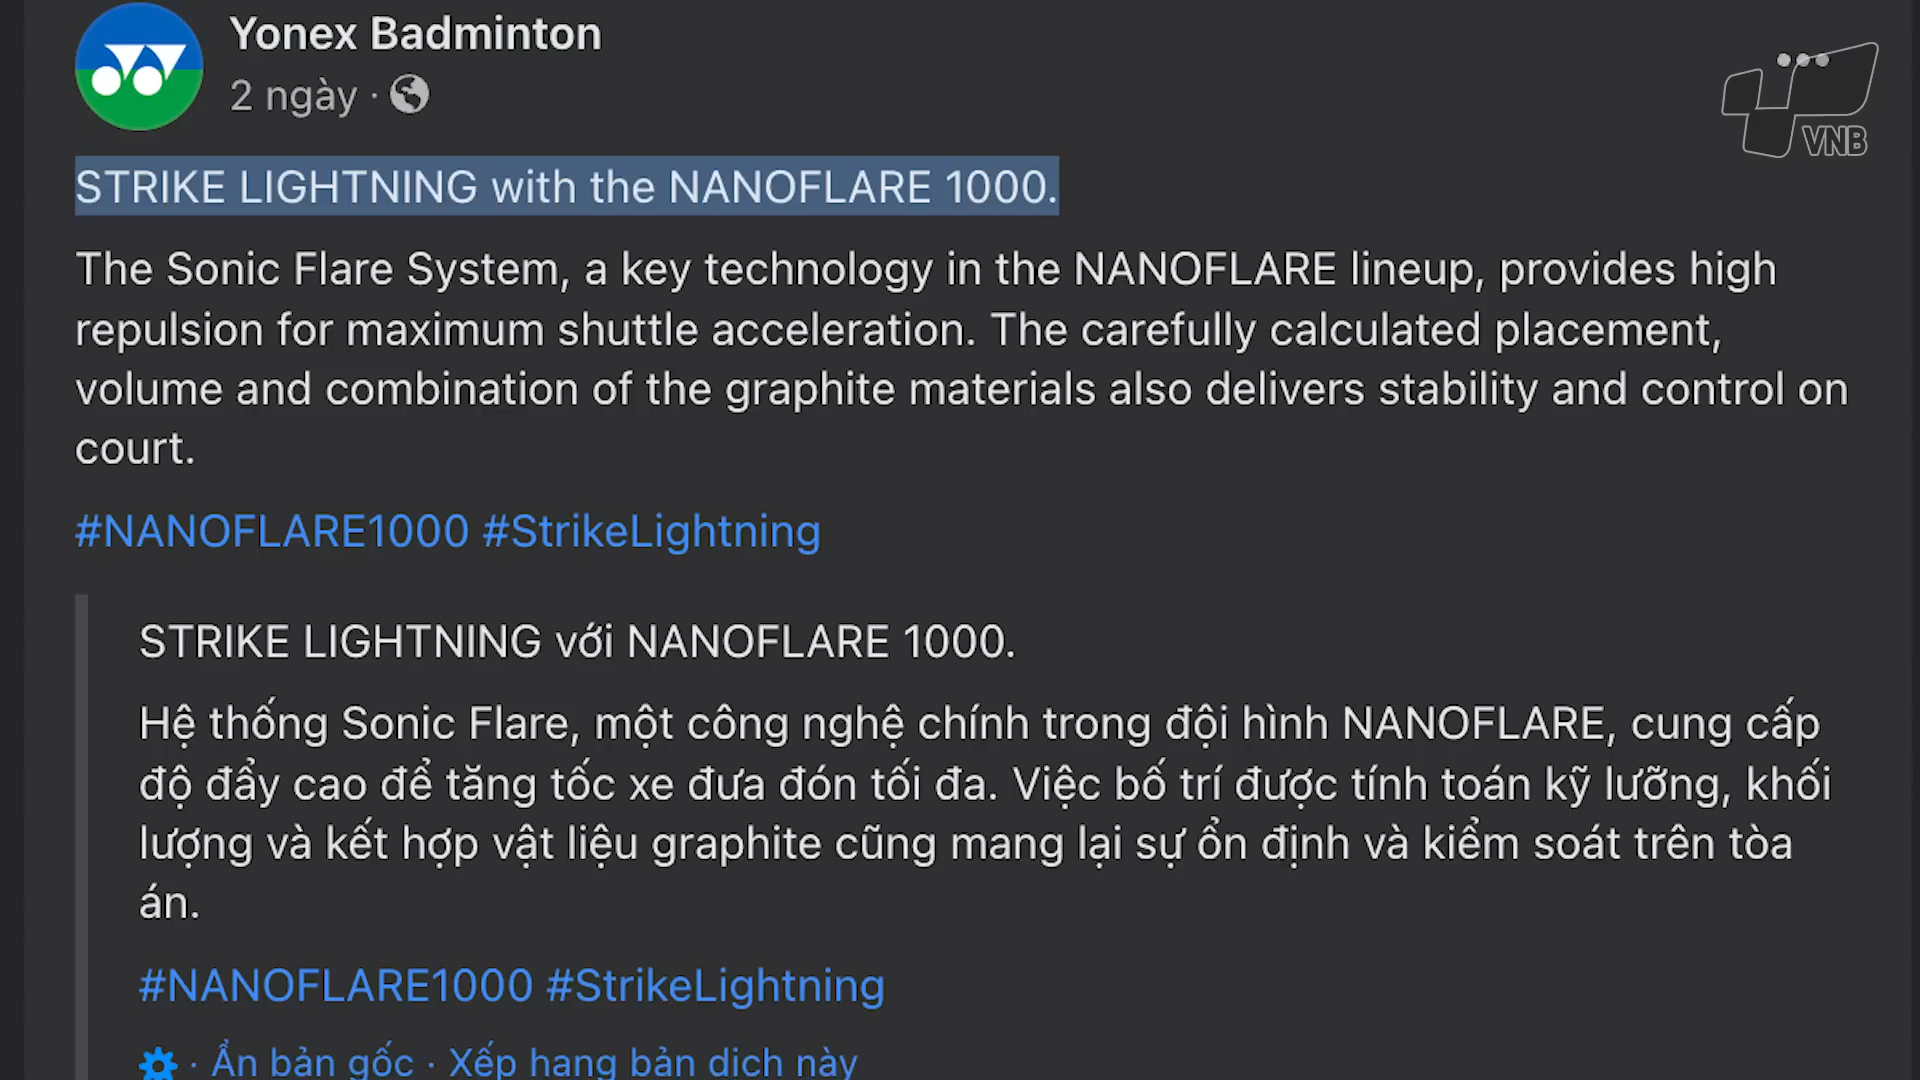 Yonex Badminton
2 ngày ·
VNB
STRIKE LIGHTNING with the NANOFLARE 1000.
The Sonic Flare System, a key technology in the NANOFLARE lineup, provides high
repulsion for maximum shuttle acceleration. The carefully calculated placement,
volume and combination of the graphite materials also delivers stability and control on
court.
#NANOFLARE1000 #StrikeLightning
STRIKE LIGHTNING với NANOFLARE 1000.
Hệ thống Sonic Flare, một công nghệ chính trong đội hình NANOFLARE, cung cấp
độ đẩy cao để tăng tốc xe đưa đón tối đa. Việc bố trí được tính toán kỹ lưỡng, khối
lượng và kết hợp vật liệu graphite cũng mang lại sự ổn định và kiểm soát trên tòa
án.
#NANOFLARE1000 #StrikeLightning
· Ẩn bản gốc · Xếp hạng bản dịch này